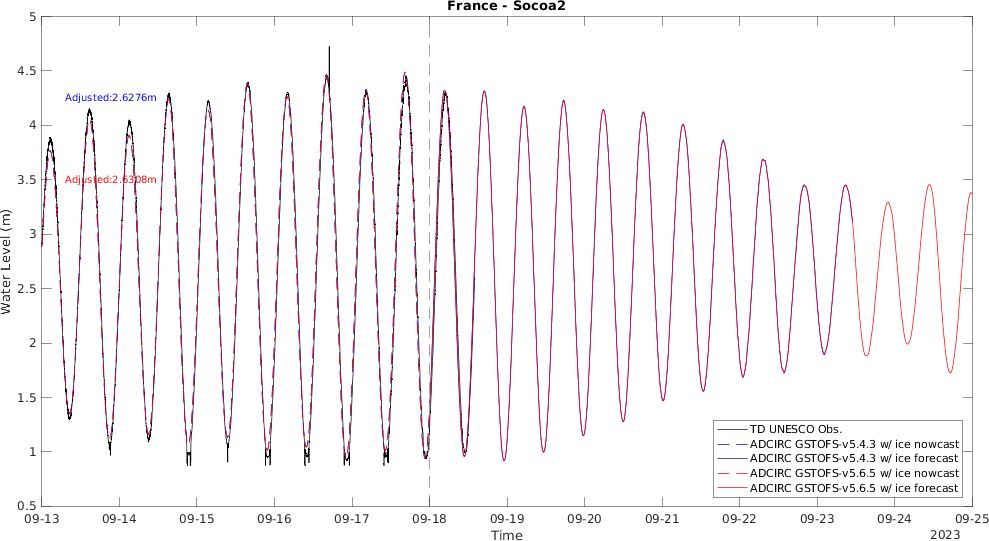 France - Socoa2
5
4.5
4
3.5
3
2.5
2
1.5
1
0.5
Water Level (m)
Adjusted:2.6276m
Adjusted:2.6308m
TD UNESCO Obs.
ADCIRC GSTOFS-v5.4.3 w/ ice nowcast
ADCIRC GSTOFS-v5.4.3 w/ ice forecast
ADCIRC GSTOFS-v5.6.5 w/ ice nowcast
ADCIRC GSTOFS-v5.6.5 w/ ice forecast
09-13 09-14 09-15 09-16 09-17 09-18 09-19 09-20 09-21 09-22 09-23 09-24 09-25
Time
2023